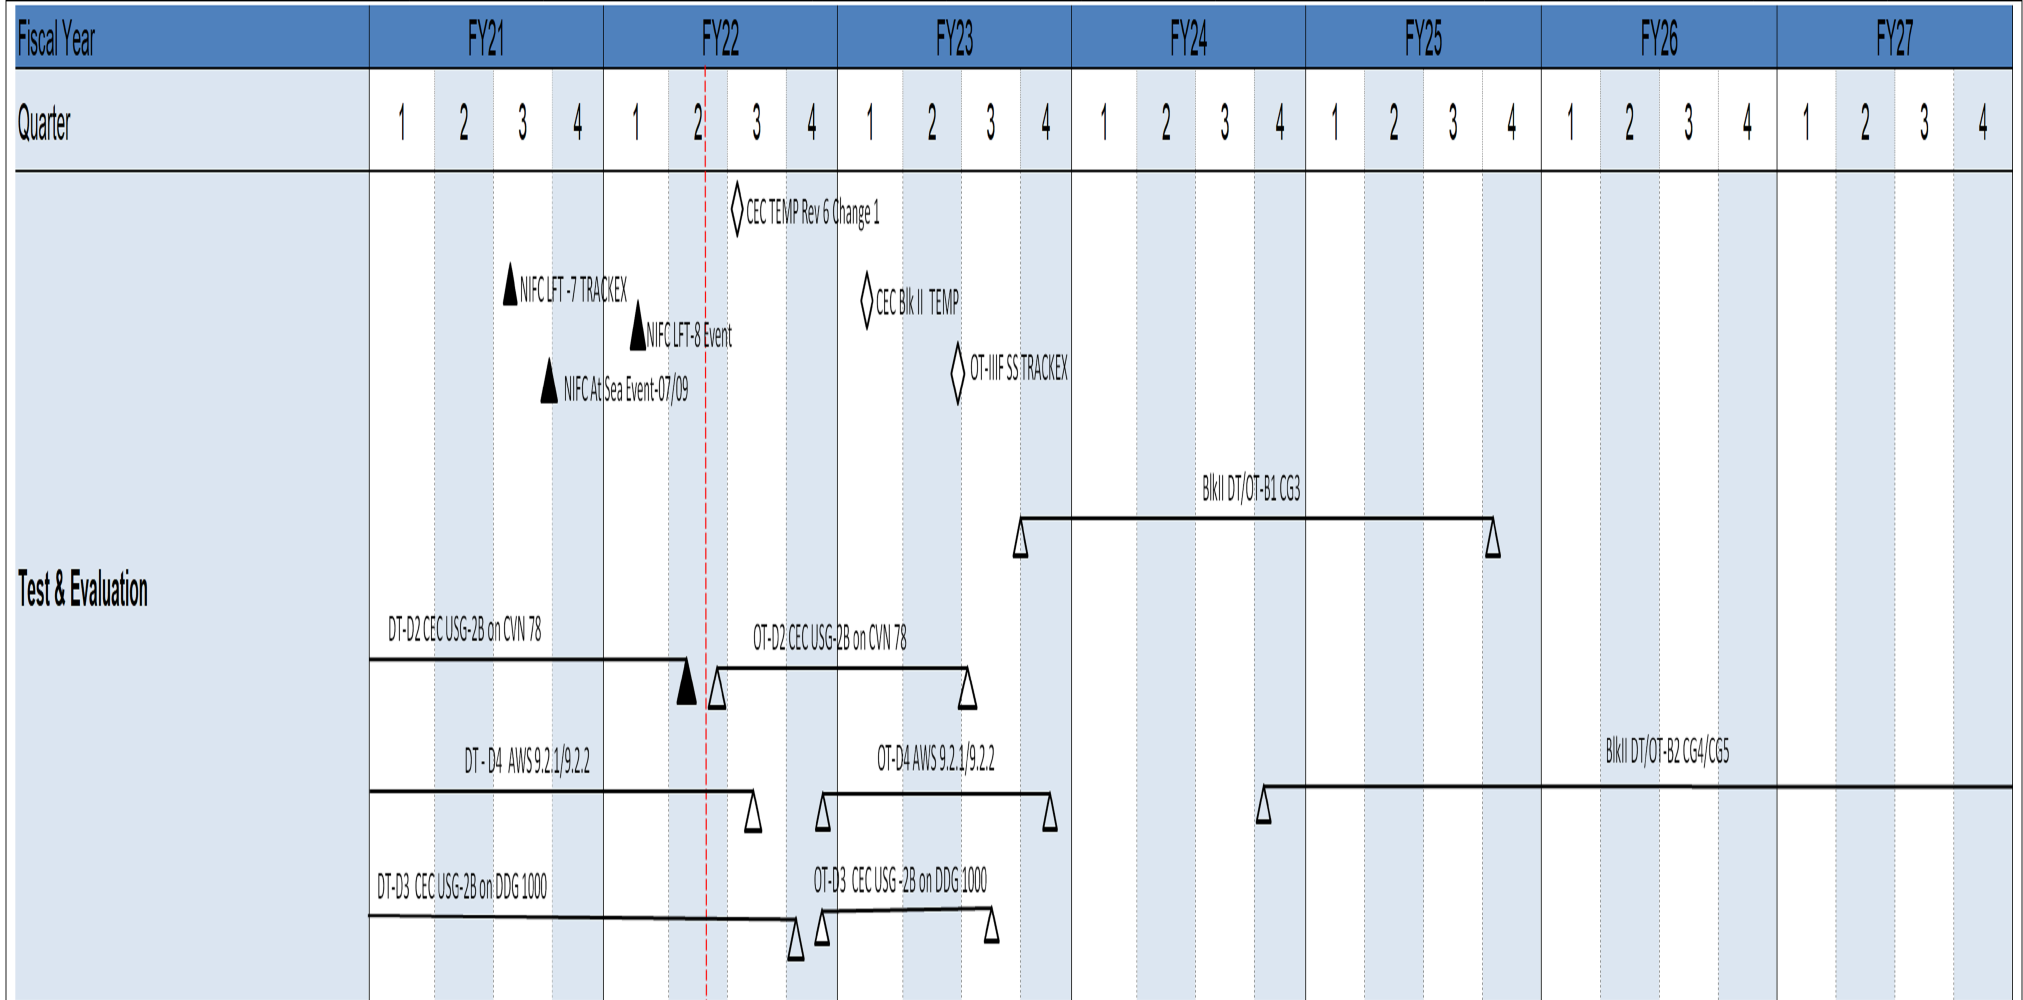 Fiscal Year FY21 FY22 FY23 FY24 FY25 FY26 FY27
Quarter 1 2 3 4 1 2 3 4 1 2 3 4 1 2 3 4 1 2 3 4 1 2 3 4 1 2 3 4
CEC TEMP Rev 6 Change 1
NIFC LFT -7 TRACKEX
CEC Blk II TEMP
NIFC LFT-8 Event
OT-IIIF SS TRACKEX
NIFC At Sea Event-07/09
BlkII DT/OT-B1 CG3
Test & Evaluation
DT-D2 CEC USG-2B on CVN 78
OT-D2 CEC USG-2B on CVN 78
DT - D4 AWS 9.2.1/9.2.2
OT-D4 AWS 9.2.1/9.2.2
BlkII DT/OT-B2 CG4/CG5
DT-D3 CEC USG-2B on DDG 1000
OT-D3 CEC USG -2B on DDG 1000